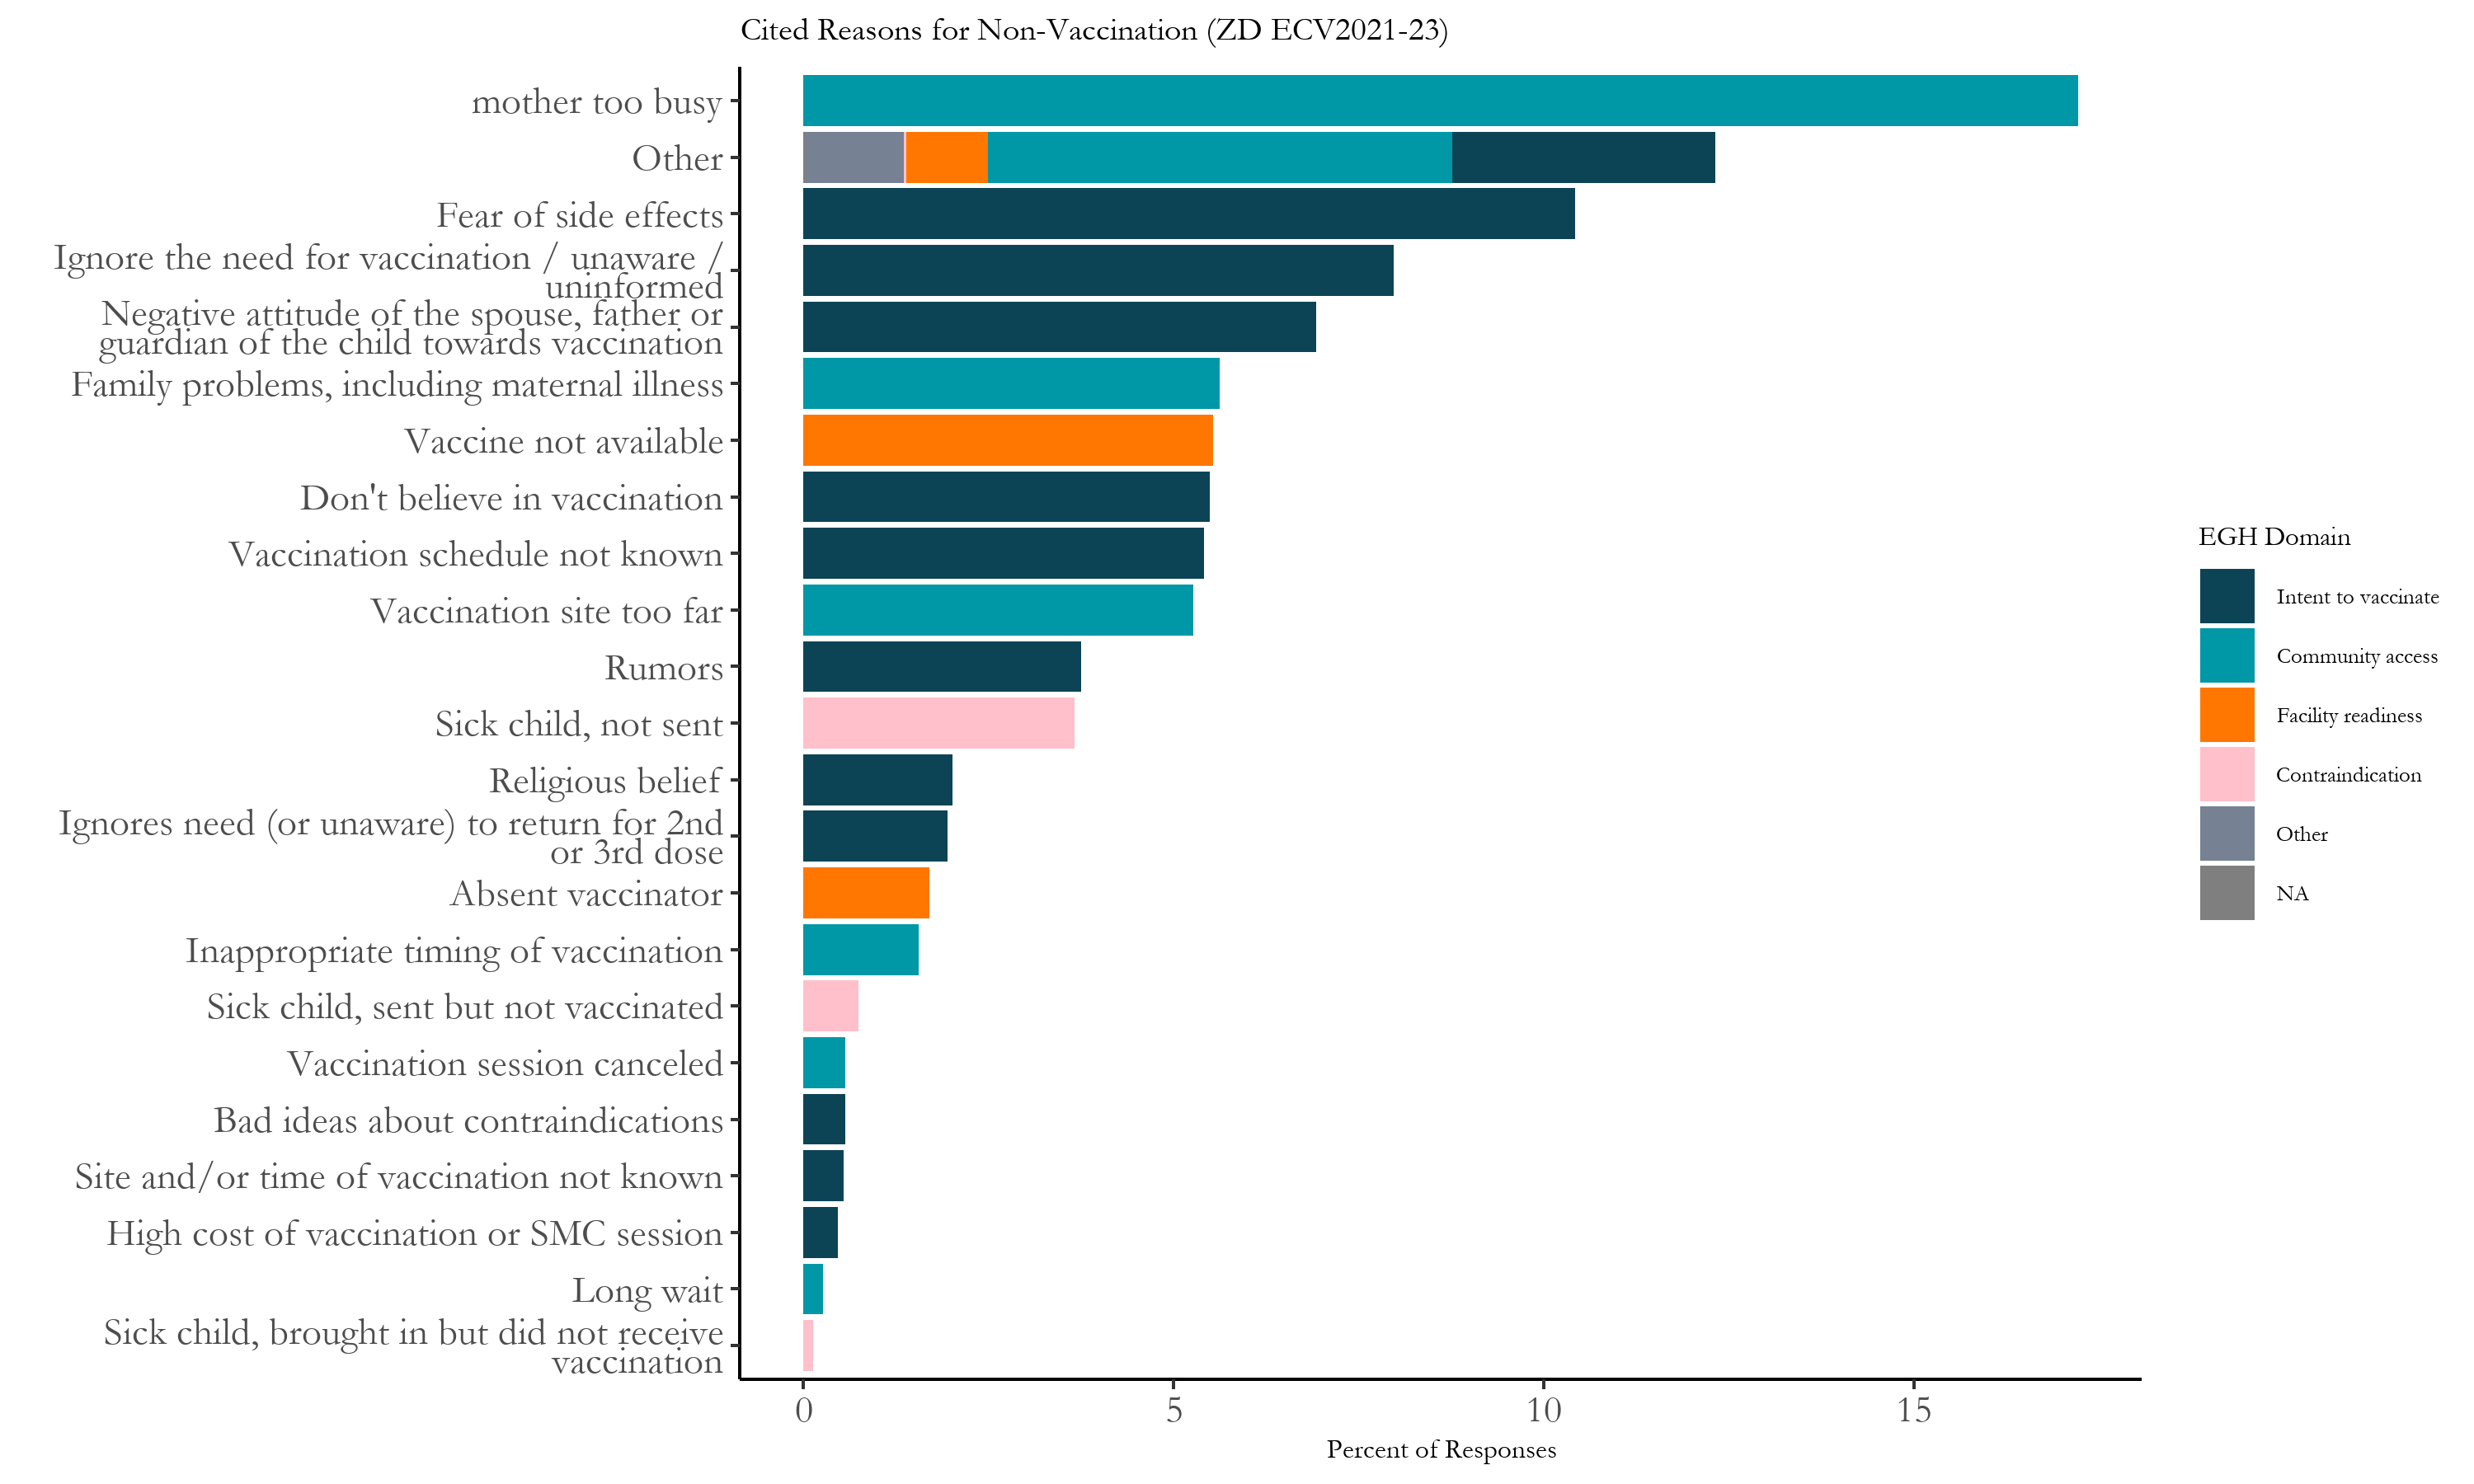 Cited Reasons for Non-Vaccination (ZD ECV2021-23)
mother too busy
Other
Fear of side effects
Ignore the need for vaccination / unaware /
uninformed
Negative attitude of the spouse, father or
guardian of the child towards vaccination
Family problems, including maternal illness
Vaccine not available
Don't believe in vaccination
Vaccination schedule not known
Vaccination site too far
Rumors
Sick child, not sent
Religious belief
Ignores need (or unaware) to return for 2nd
or 3rd dose
Absent vaccinator
Inappropriate timing of vaccination
Sick child, sent but not vaccinated
Vaccination session canceled
Bad ideas about contraindications
Site and/or time of vaccination not known
High cost of vaccination or SMC session
Long wait
Sick child, brought in but did not receive
vaccination
0 5 10 15
Percent of Responses
EGH Domain
Intent to vaccinate
Community access
Facility readiness
Contraindication
Other
NA